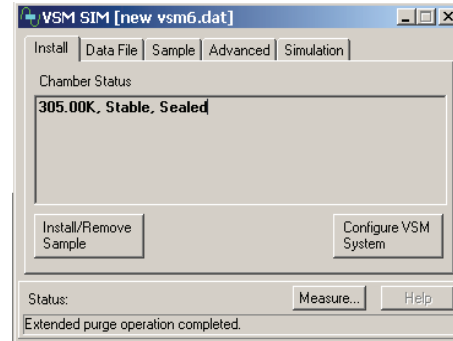 VSM SIM [new vsm6.dat]
Install Data File Sample Advanced Simulation
Chamber Status
305.00K, Stable, Sealed
Install/Remove Sample
Configure VSM System
Status:
Measure... Help
Extended purge operation completed.